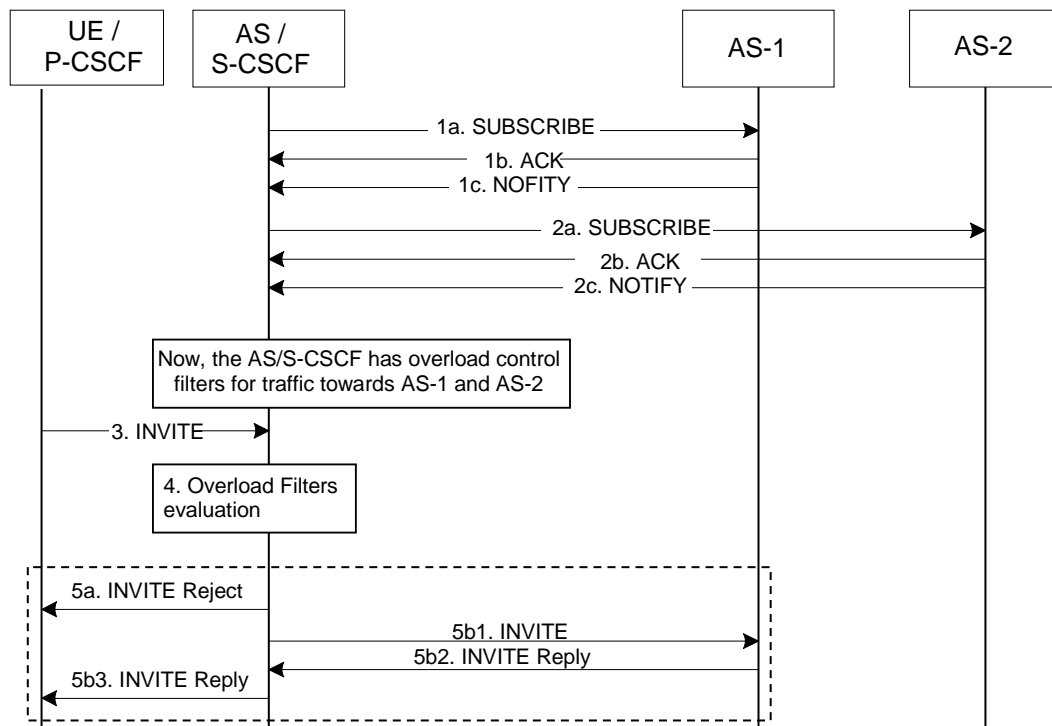 UE /
P-CSCF
AS /
S-CSCF
AS-1
AS-2
1a. SUBSCRIBE
1b. ACK
1c. NOFITY
2a. SUBSCRIBE
2b. ACK
2c. NOTIFY
Now, the AS/S-CSCF has overload control
filters for traffic towards AS-1 and AS-2
3. INVITE
4. Overload Filters
evaluation
5a. INVITE Reject
5b1. INVITE
5b2. INVITE Reply
5b3. INVITE Reply